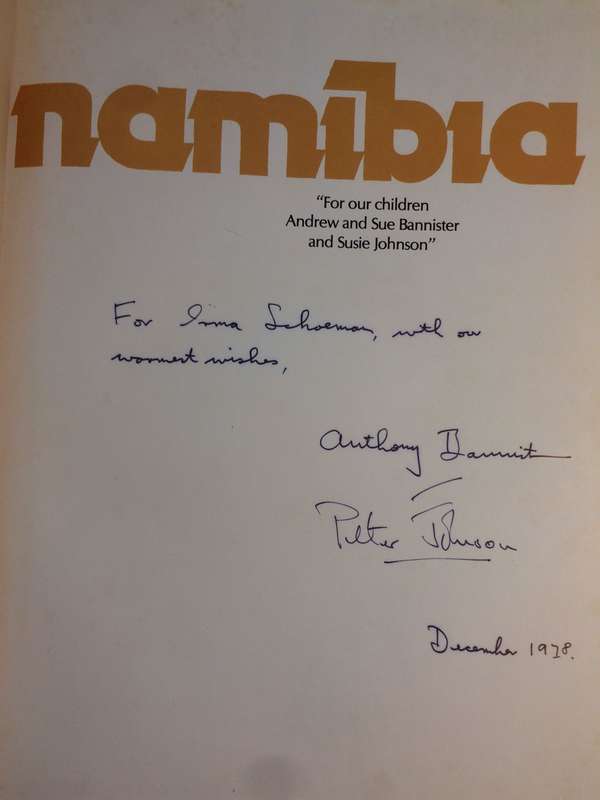 namibia
“For our children
Andrew and Sue Bannister
and Susie Johnson”
For Irma Schoeman, with our
warmest wishes,
Anthony Bannister
Peter Johnson
December 1978.